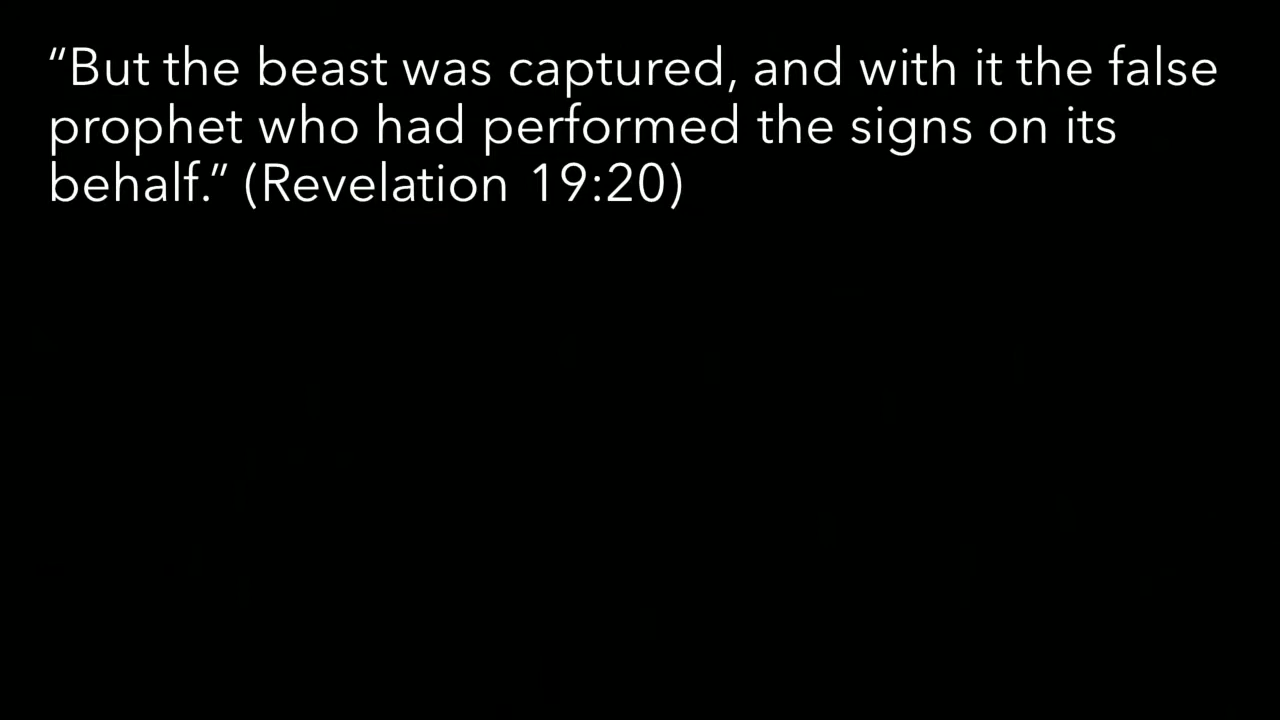 “But the beast was captured, and with it the false
prophet who had performed the signs on its
behalf.” (Revelation 19:20)